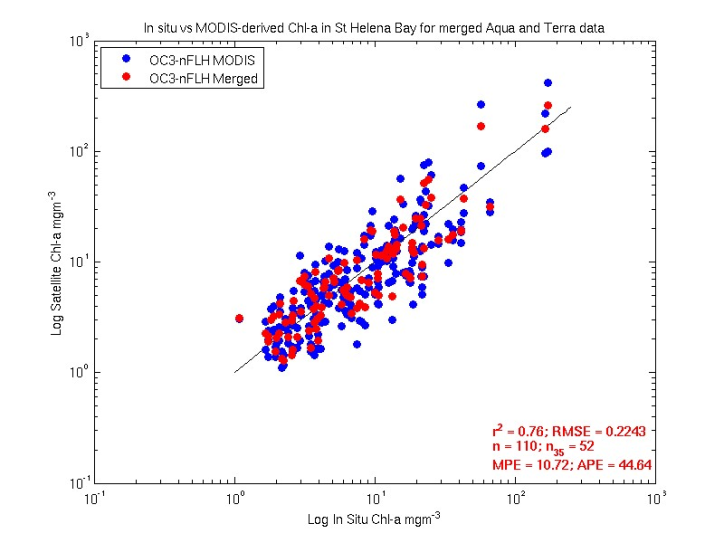 In situ vs MODIS-derived Chl-a in St Helena Bay for merged Aqua and Terra data
10³
OC3-nFLH MODIS
OC3-nFLH Merged
10²
10¹
10⁰
10⁻¹
Log Satellite Chl-a mgm⁻³
r² = 0.76; RMSE = 0.2243
n = 110; n₃₅ = 52
MPE = 10.72; APE = 44.64
10⁻¹ 10⁰ 10¹ 10² 10³
Log In Situ Chl-a mgm⁻³